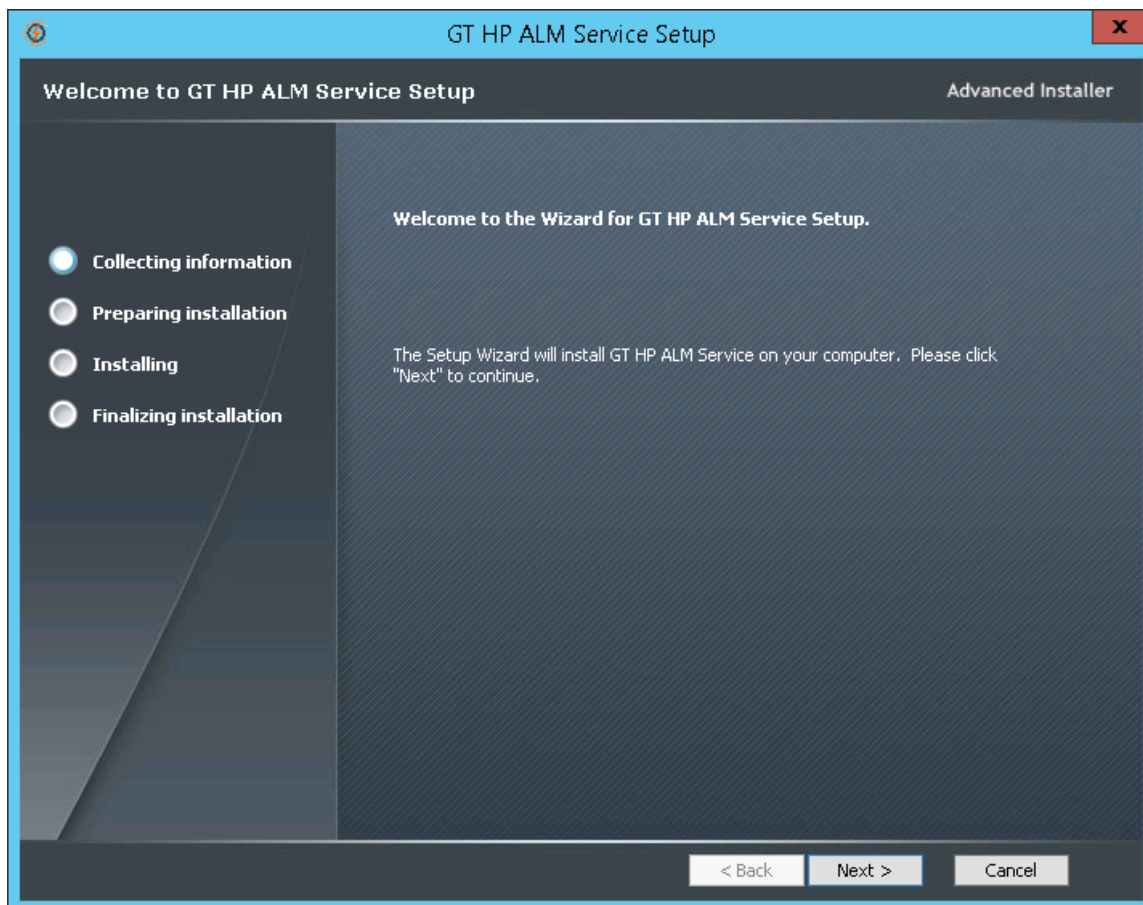 GT HP ALM Service Setup
x
Welcome to GT HP ALM Service Setup
Advanced Installer
Collecting information
Preparing installation
Installing
Finalizing installation
Welcome to the Wizard for GT HP ALM Service Setup.
The Setup Wizard will install GT HP ALM Service on your computer.  Please click
"Next" to continue.
< Back
Next >
Cancel